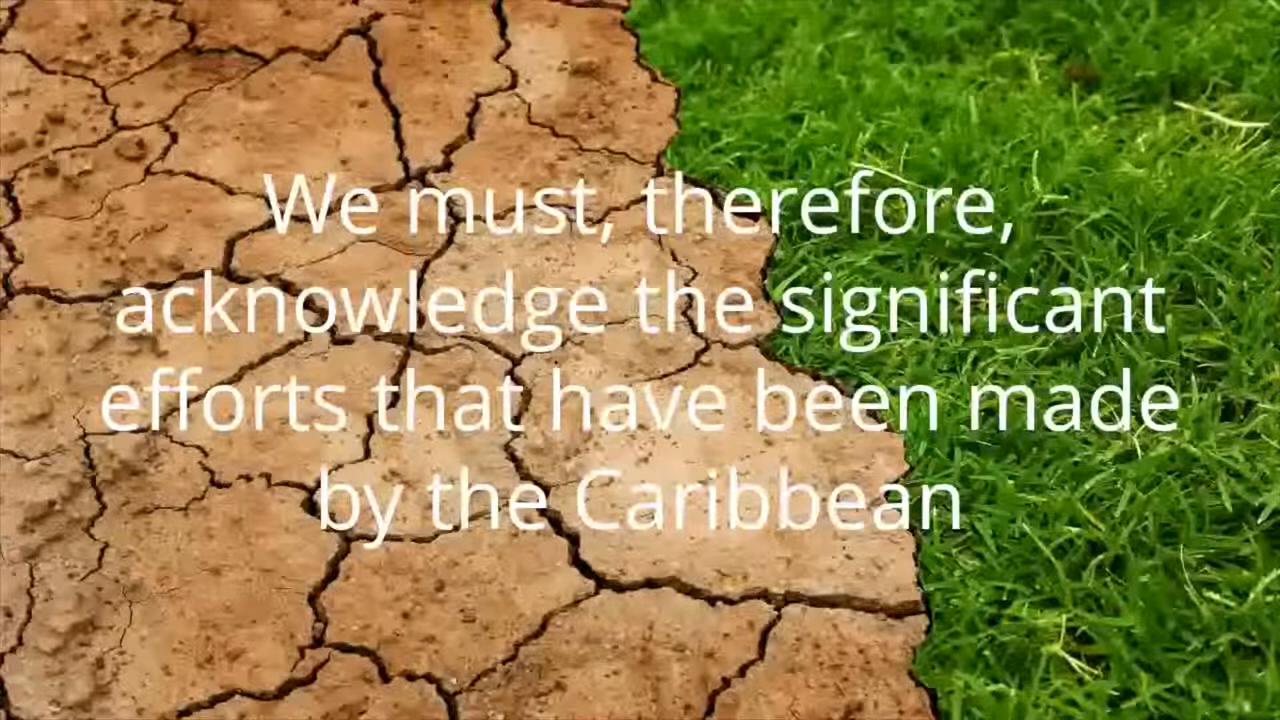 We must, therefore,
acknowledge the significant
efforts that have been made
by the Caribbean